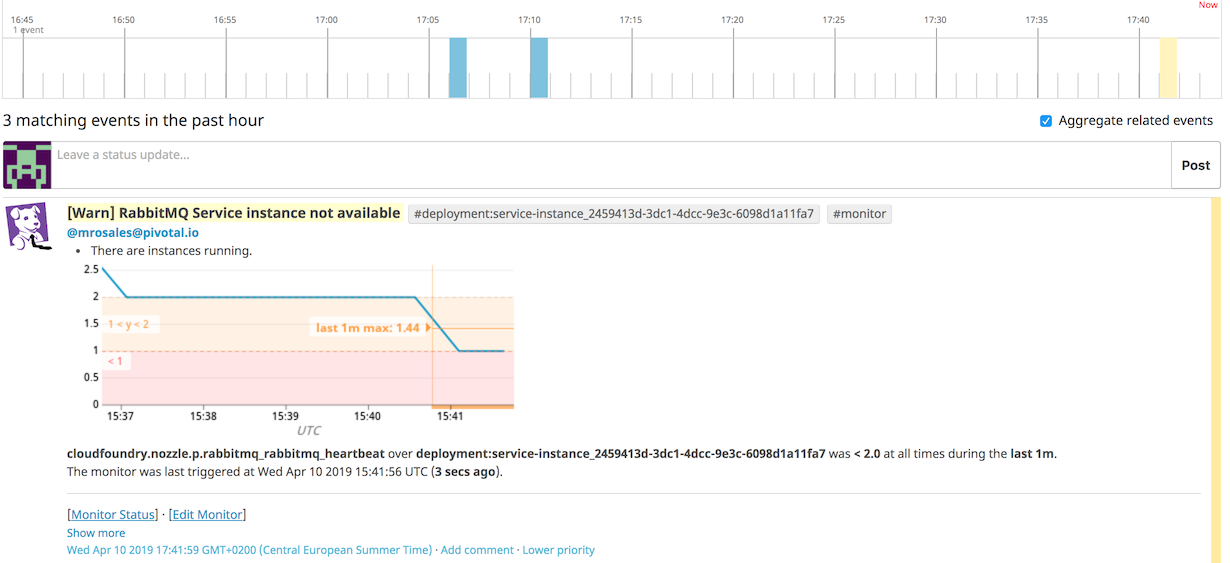 Now
16:45 16:50 16:55 17:00 17:05 17:10 17:15 17:20 17:25 17:30 17:35 17:40
1 event
3 matching events in the past hour
Aggregate related events
Leave a status update...
Post
[Warn] RabbitMQ Service instance not available #deployment:service-instance_2459413d-3dc1-4dcc-9e3c-6098d1a11fa7 #monitor
@mrosales@pivotal.io
• There are instances running.
2.5
2
1.5
1
0.5
0
1 < y < 2
last 1m max: 1.44
< 1
15:37 15:38 15:39 15:40 15:41
UTC
cloudfoundry.nozzle.p.rabbitmq_rabbitmq_heartbeat over deployment:service-instance_2459413d-3dc1-4dcc-9e3c-6098d1a11fa7 was < 2.0 at all times during the last 1m.
The monitor was last triggered at Wed Apr 10 2019 15:41:56 UTC (3 secs ago).
[Monitor Status] · [Edit Monitor]
Show more
Wed Apr 10 2019 17:41:59 GMT+0200 (Central European Summer Time) · Add comment · Lower priority